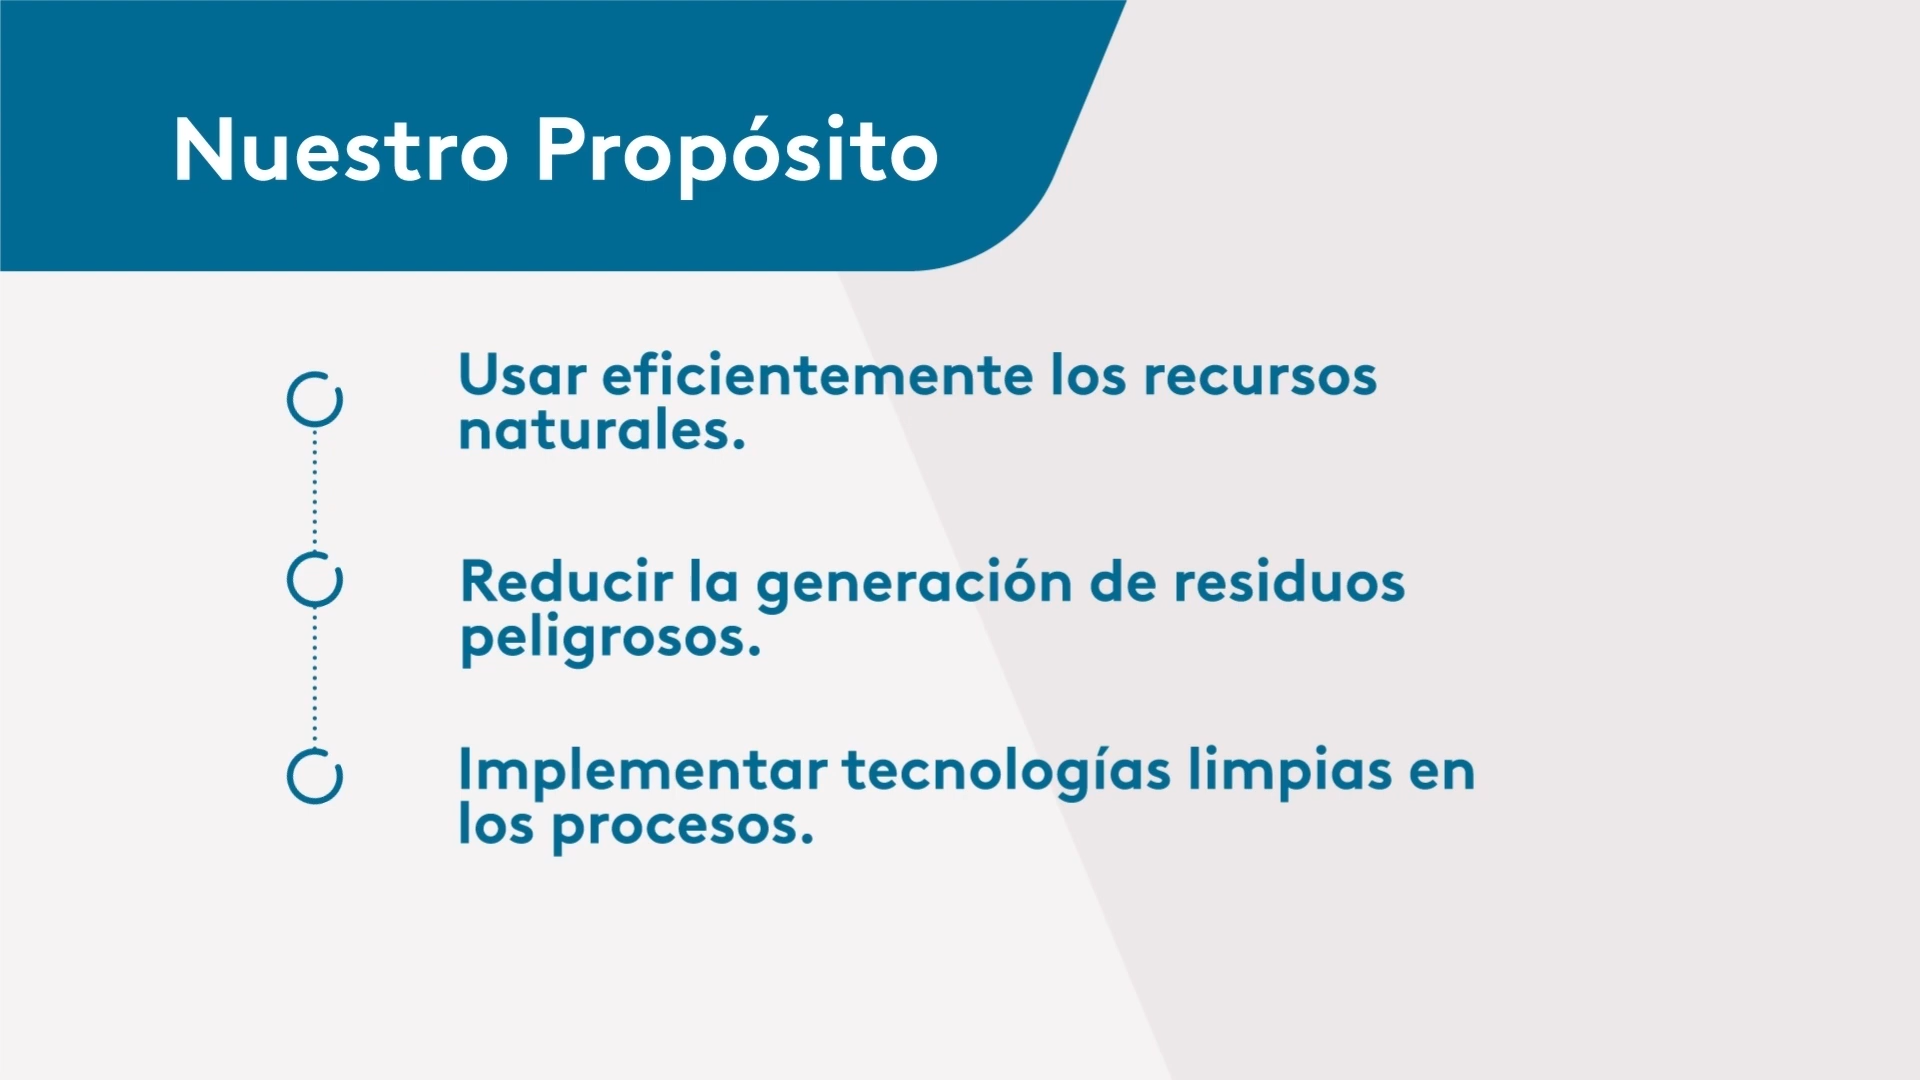 Nuestro Propósito
Usar eficientemente los recursos
naturales.
Reducir la generación de residuos
peligrosos.
Implementar tecnologías limpias en
los procesos.